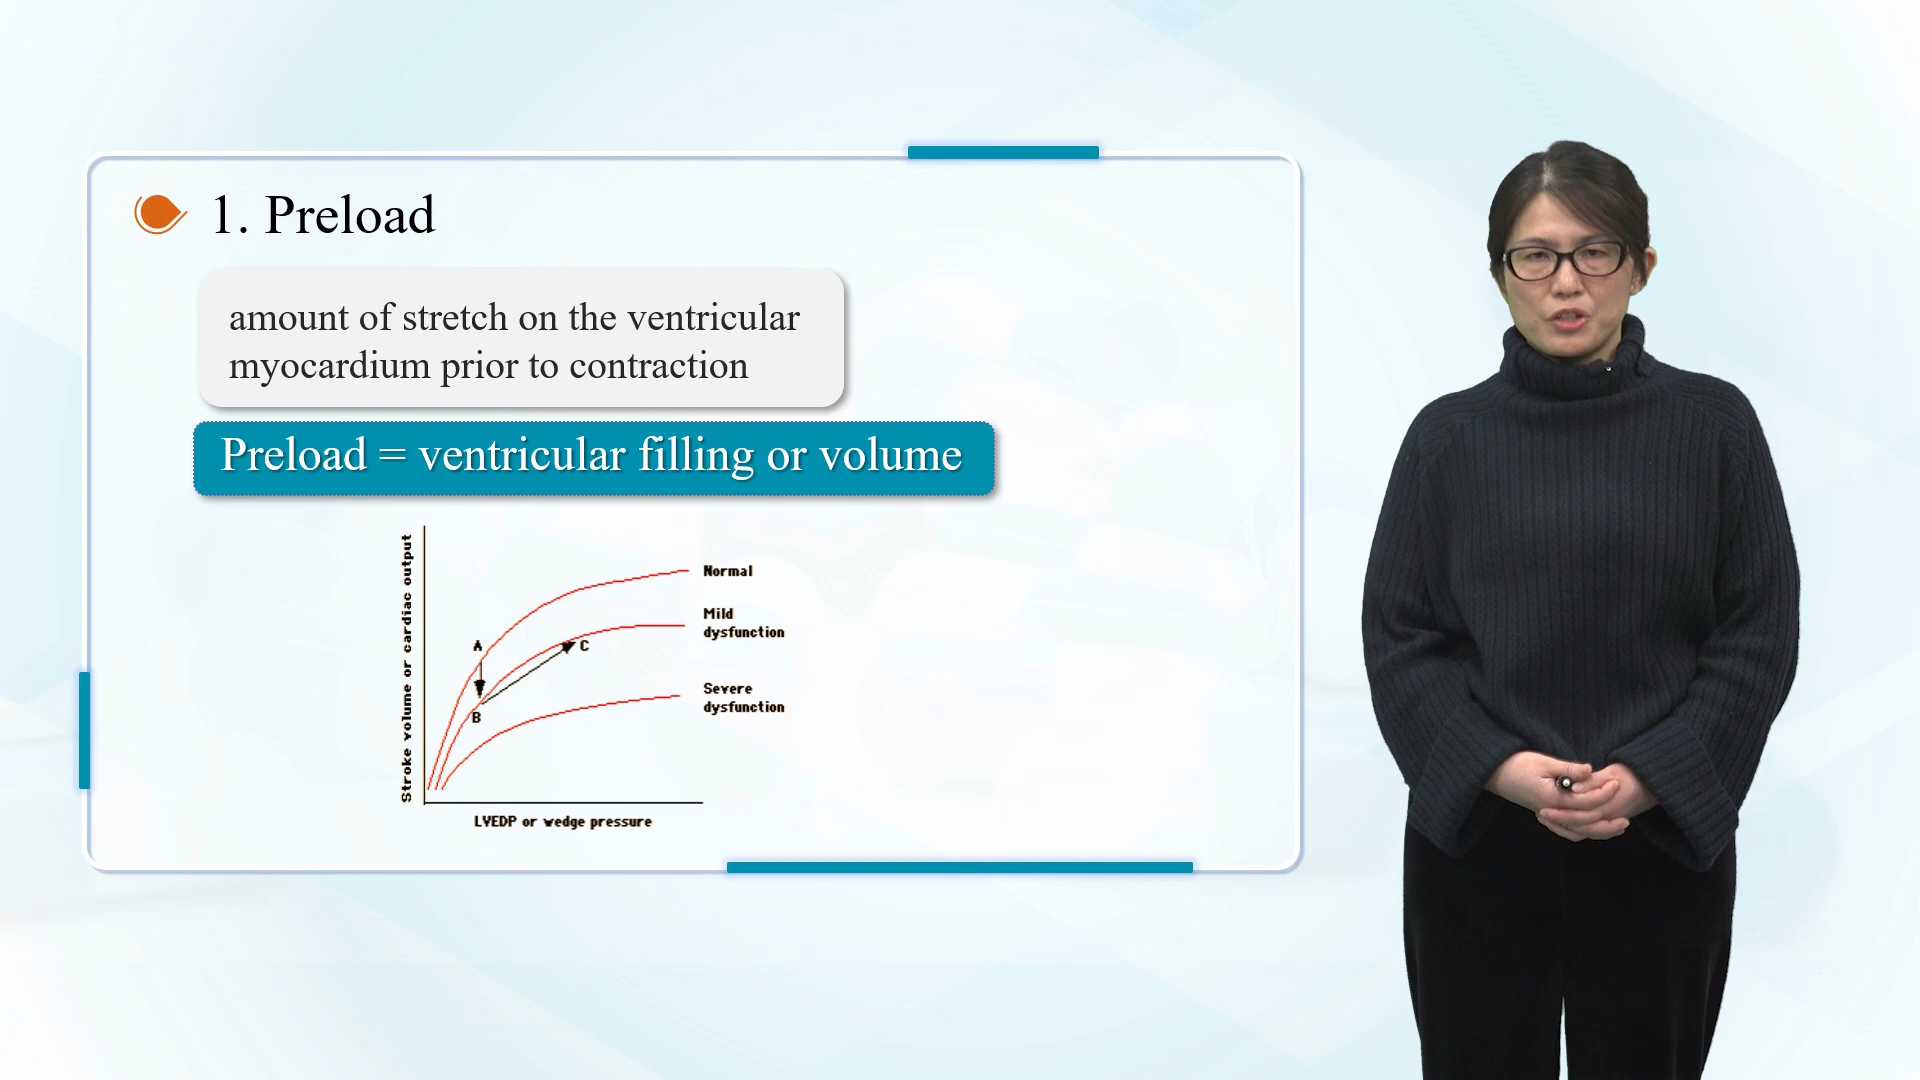 1. Preload
amount of stretch on the ventricular
myocardium prior to contraction
Preload = ventricular filling or volume
Stroke volume or cardiac output
Normal
Mild
dysfunction
A
C
Severe
dysfunction
B
LVEDP or wedge pressure